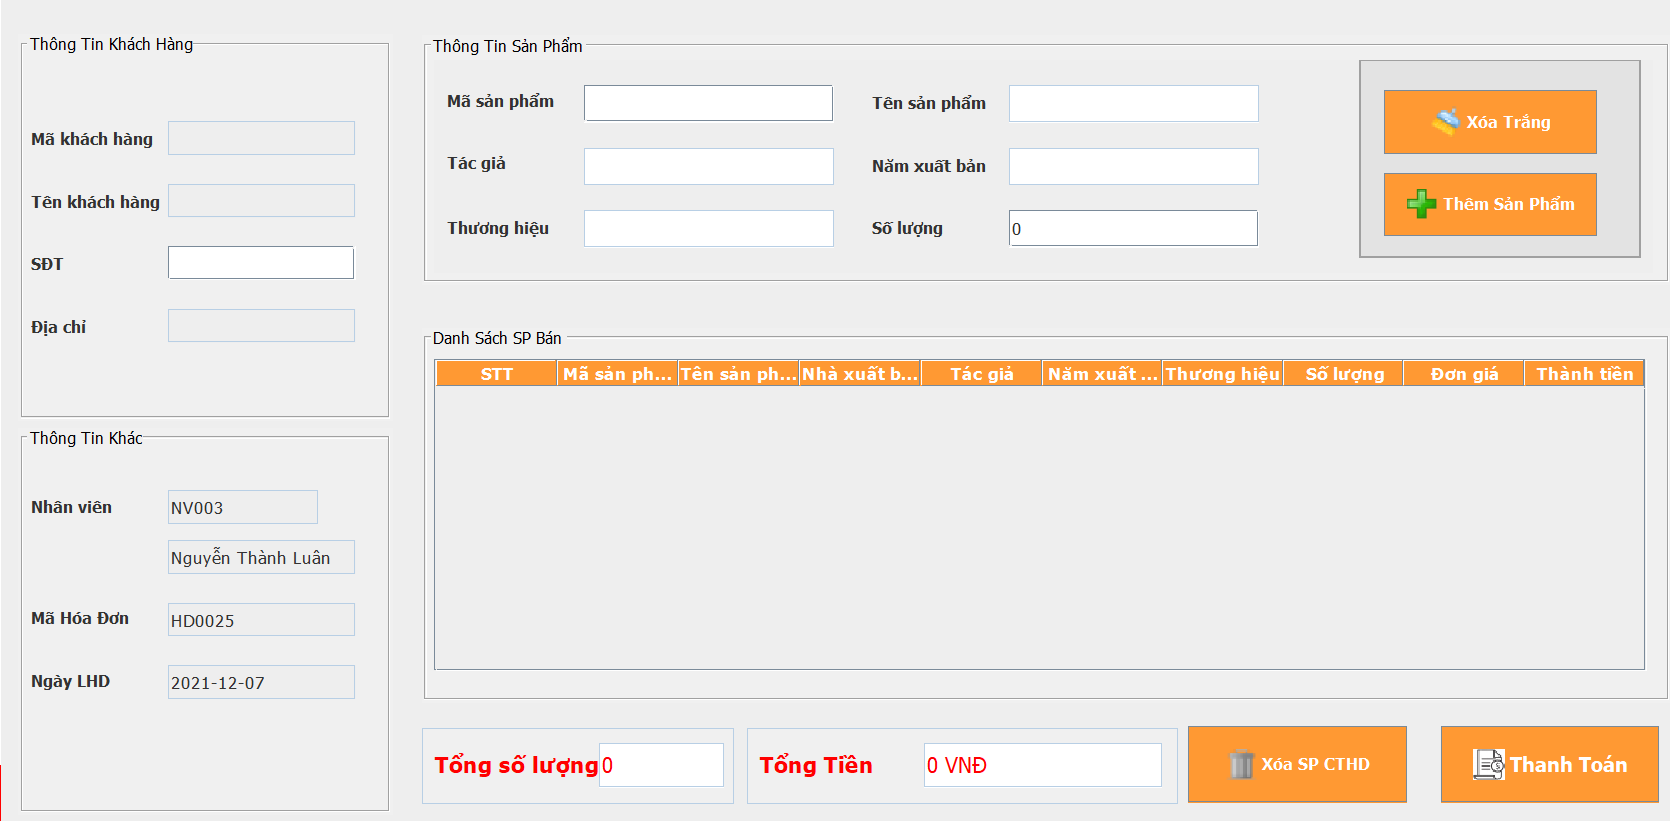 Thông Tin Khách Hàng
Mã khách hàng
Tên khách hàng
SĐT
Địa chỉ
Thông Tin Khác
Nhân viên
NV003
Nguyễn Thành Luân
Mã Hóa Đơn
HD0025
Ngày LHD
2021-12-07
Thông Tin Sản Phẩm
Mã sản phẩm
Tên sản phẩm
Tác giả
Năm xuất bản
Thương hiệu
Số lượng
0
Xóa Trắng
Thêm Sản Phẩm
Danh Sách SP Bán
STT Mã sản ph... Tên sản ph... Nhà xuất b... Tác giả Năm xuất ... Thương hiệu Số lượng Đơn giá Thành tiền
Tổng số lượng 0
Tổng Tiền 0 VNĐ
Xóa SP CTHD
Thanh Toán